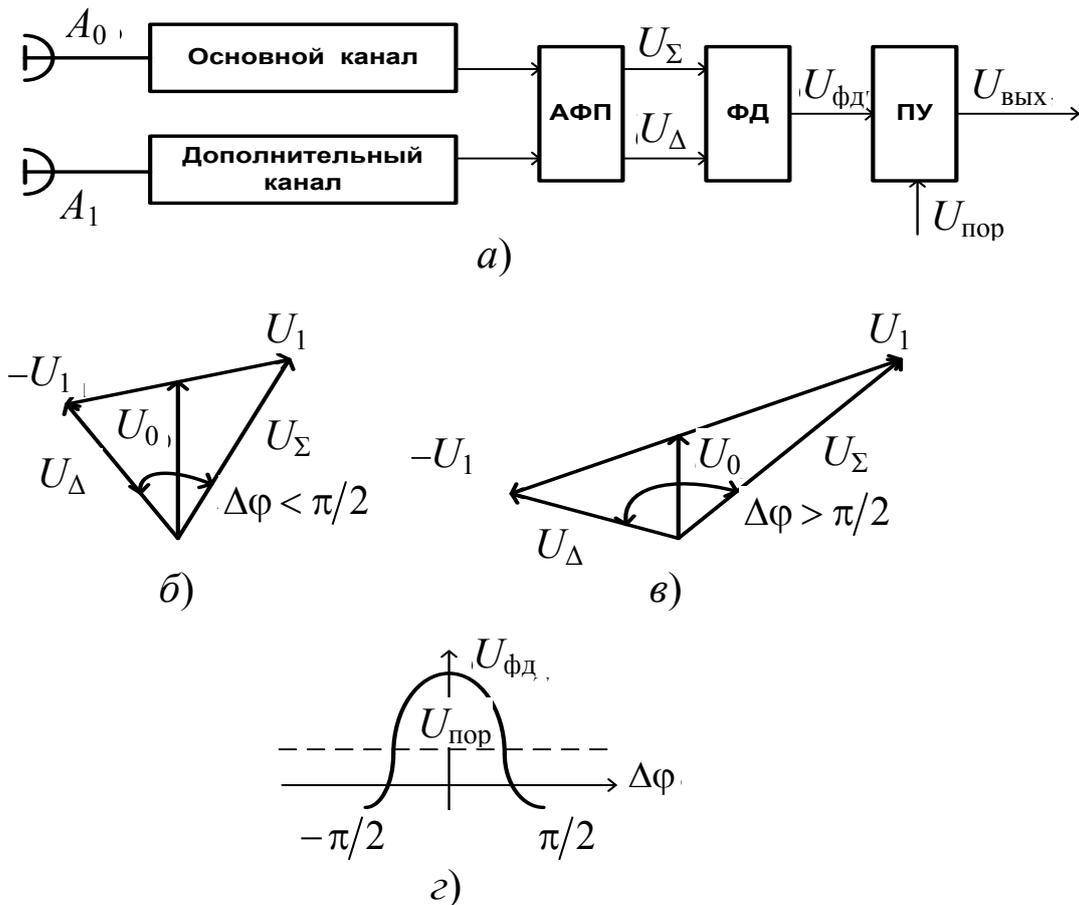 A₀
Основной канал
U_Σ
АФП
ФД
U_фд
ПУ
U_вых
U_Δ
Дополнительный
канал
A₁
U_пор
а)
U₁
U₁
−U₁
U₀
U_Σ
U_Δ
Δφ < π/2
−U₁
U₀
U_Σ
U_Δ
Δφ > π/2
б)
в)
U_фд
U_пор
Δφ
−π/2
π/2
г)